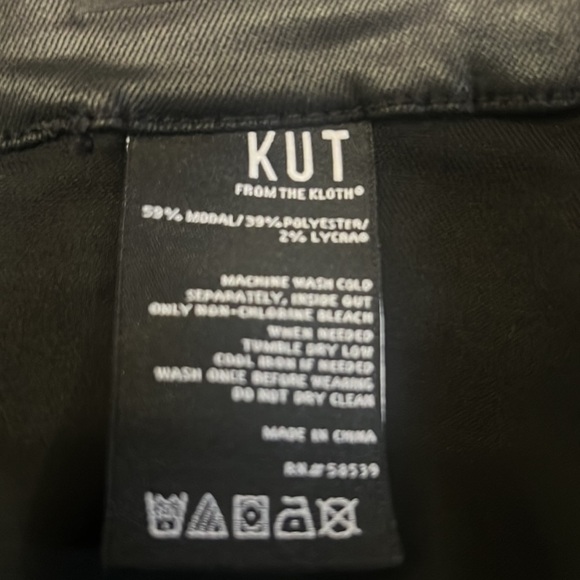 KUT
FROM THE KLOTH®
59% MODAL/39% POLYESTER/
2% LYCRA®
MACHINE WASH COLD
SEPARATELY, INSIDE OUT
ONLY NON-CHLORINE BLEACH
WHEN NEEDED
TUMBLE DRY LOW
COOL IRON IF NEEDED
WASH ONCE BEFORE WEARING
DO NOT DRY CLEAN
MADE IN CHINA
RN# 58539